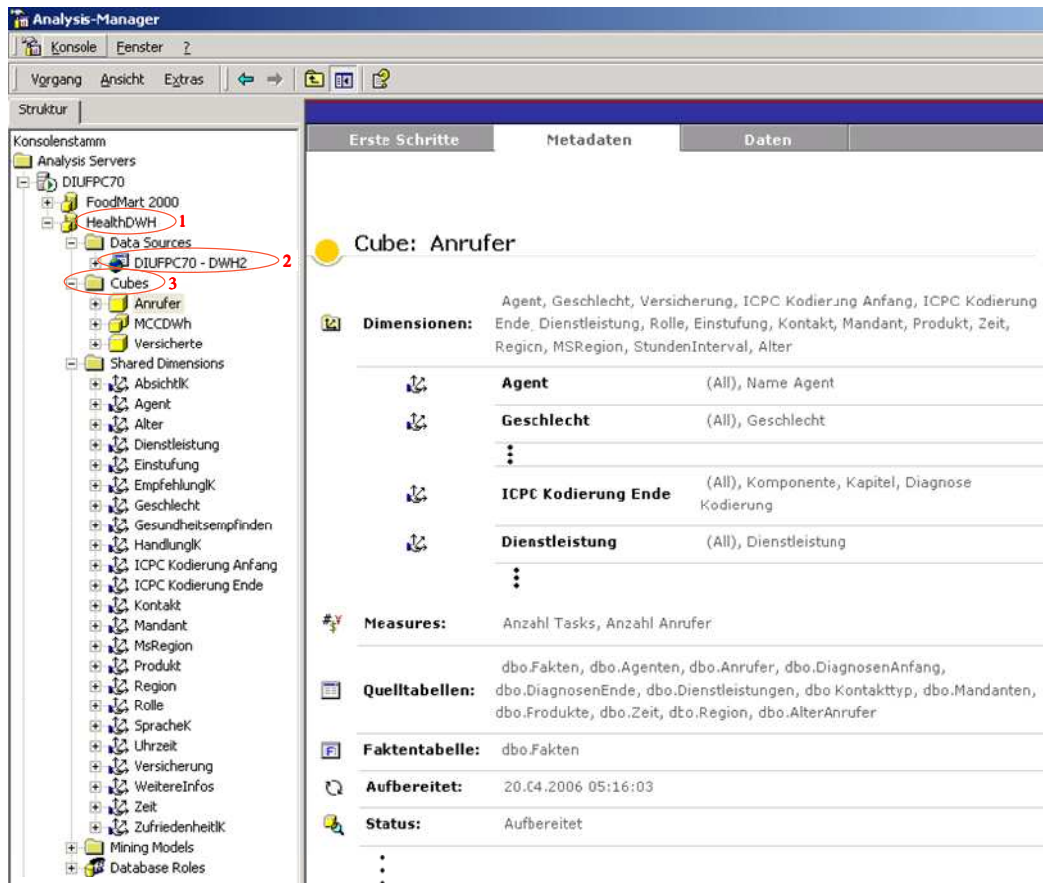 Analysis-Manager
Konsole Fenster ?
Vorgang Ansicht Extras
Struktur
Konsolenstamm
Analysis Servers
DIUFPC70
FoodMart 2000
HealthDWH 1
Data Sources
DIUFPC70 - DWH2 2
Cubes 3
Anrufer
MCCDWh
Versicherte
Shared Dimensions
AbsichtIK
Agent
Alter
Dienstleistung
Einstufung
EmpfehlungIK
Geschlecht
Gesundheitsempfinden
HandlungIK
ICPC Kodierung Anfang
ICPC Kodierung Ende
Kontakt
Mandant
MsRegion
Produkt
Region
Rolle
SpracheK
Uhrzeit
Versicherung
WeitereInfos
Zeit
ZufriedenheitIK
Mining Models
Database Roles
Erste Schritte Metadaten Daten
Cube: Anrufer
Dimensionen: Agent, Geschlecht, Versicherung, ICPC Kodierung Anfang, ICPC Kodierung
Ende, Dienstleistung, Rolle, Einstufung, Kontakt, Mandant, Produkt, Zeit,
Region, MSRegion, StundenInterval, Alter
Agent (All), Name Agent
Geschlecht (All), Geschlecht
ICPC Kodierung Ende (All), Komponente, Kapitel, Diagnose
Kodierung
Dienstleistung (All), Dienstleistung
Measures: Anzahl Tasks, Anzahl Anrufer
Quelltabellen: dbo.Fakten, dbo.Agenten, dbo.Anrufer, dbo.DiagnosenAnfang,
dbo.DiagnosenEnde, dbo.Dienstleistungen, dbo.Kontakttyp, dbo.Mandanten,
dbo.Produkte, dbo.Zeit, dbo.Region, dbo.AlterAnrufer
Faktentabelle: dbo.Fakten
Aufbereitet: 20.04.2006 05:16:03
Status: Aufbereitet